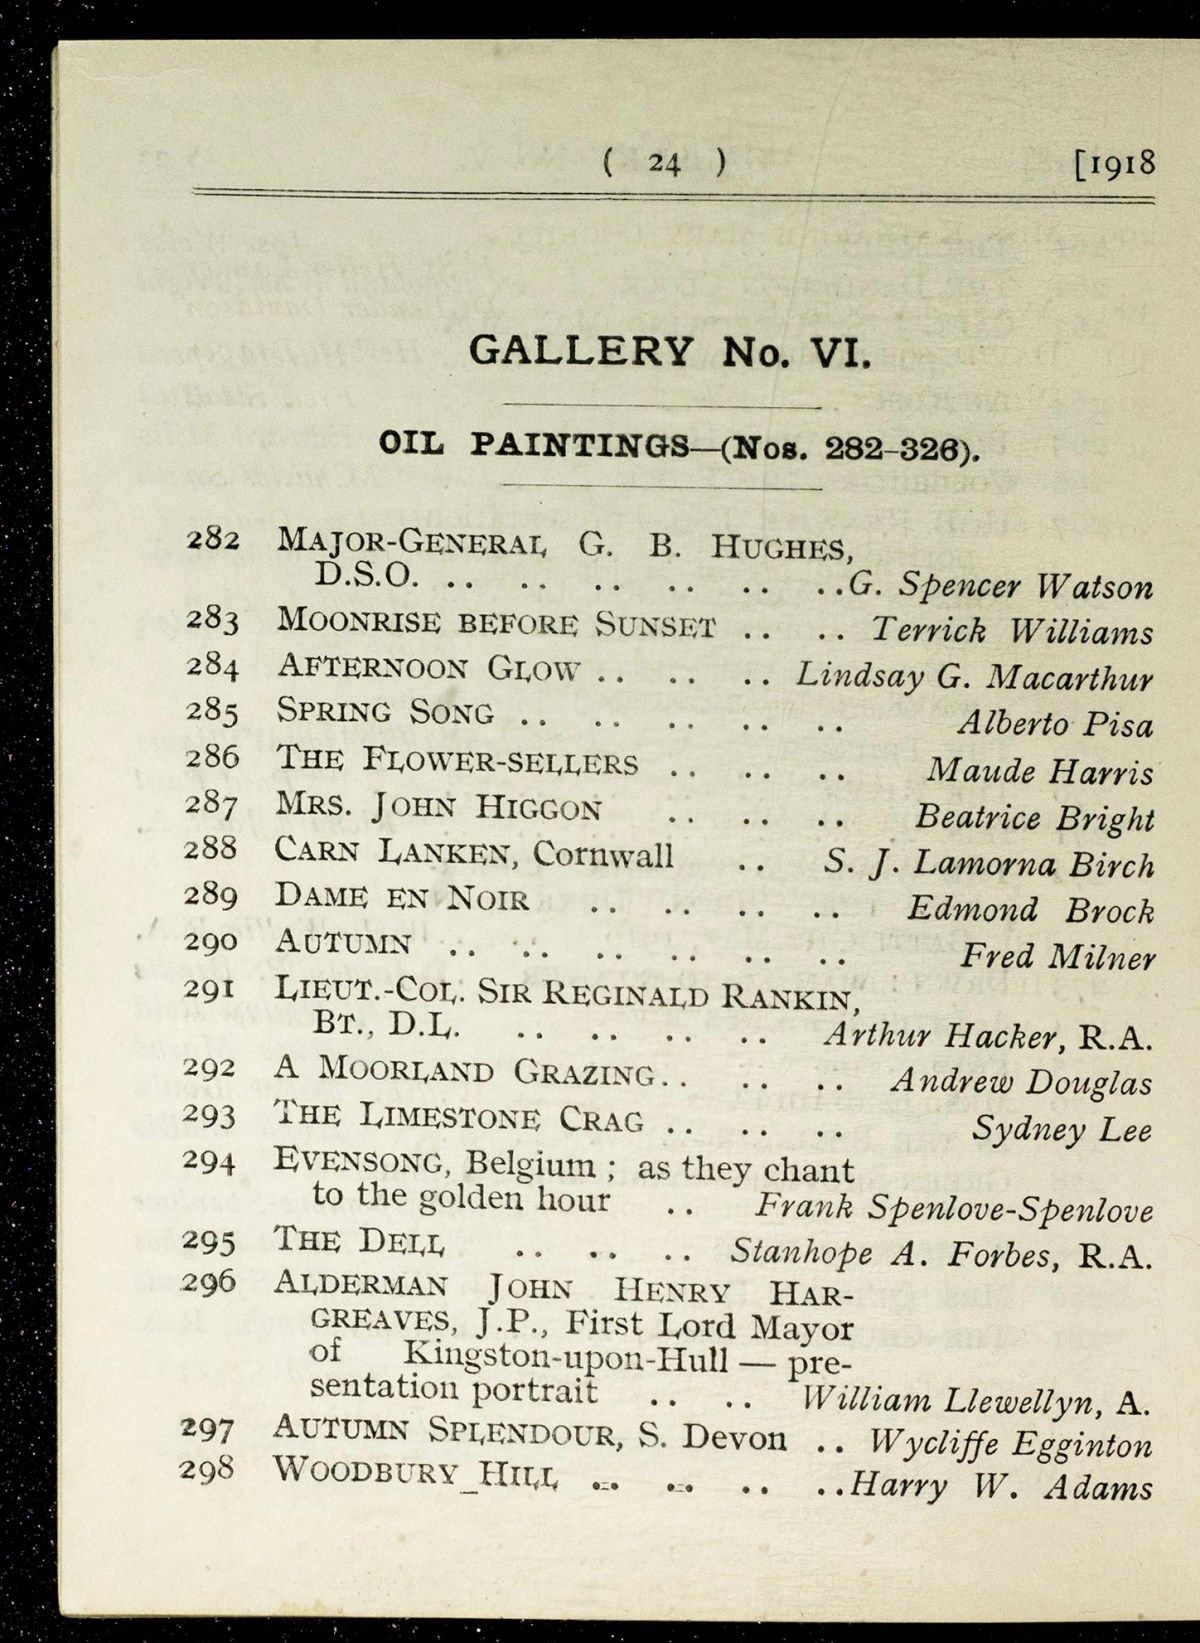 ( 24 ) [1918
GALLERY No. VI.
OIL PAINTINGS—(Nos. 282-326).
282 MAJOR-GENERAL G. B. HUGHES,
D.S.O. .. .. .. .. .. ..G. Spencer Watson
283 MOONRISE BEFORE SUNSET .. .. Terrick Williams
284 AFTERNOON GLOW .. .. .. Lindsay G. Macarthur
285 SPRING SONG .. .. .. .. .. Alberto Pisa
286 THE FLOWER-SELLERS .. .. .. Maude Harris
287 MRS. JOHN HIGGON .. .. .. Beatrice Bright
288 CARN LANKEN, Cornwall .. S. J. Lamorna Birch
289 DAME EN NOIR .. .. .. .. Edmond Brock
290 AUTUMN .. .. .. .. .. .. Fred Milner
291 LIEUT.-COL. SIR REGINALD RANKIN,
BT., D.L. .. .. .. .. Arthur Hacker, R.A.
292 A MOORLAND GRAZING.. .. .. Andrew Douglas
293 THE LIMESTONE CRAG .. .. .. Sydney Lee
294 EVENSONG, Belgium ; as they chant
to the golden hour .. Frank Spenlove-Spenlove
295 THE DELL .. .. .. Stanhope A. Forbes, R.A.
296 ALDERMAN JOHN HENRY HAR-
GREAVES, J.P., First Lord Mayor
of Kingston-upon-Hull — pre-
sentation portrait .. .. William Llewellyn, A.
297 AUTUMN SPLENDOUR, S. Devon .. Wycliffe Egginton
298 WOODBURY HILL .. .. .. ..Harry W. Adams